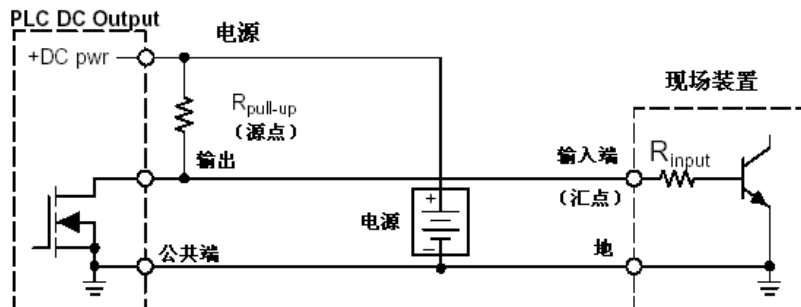 PLC DC Output
电源
+DC pwr
现场装置
Rpull-up
（源点）
输出
输入端
Rinput
（汇点）
+
电源
−
公共端
地